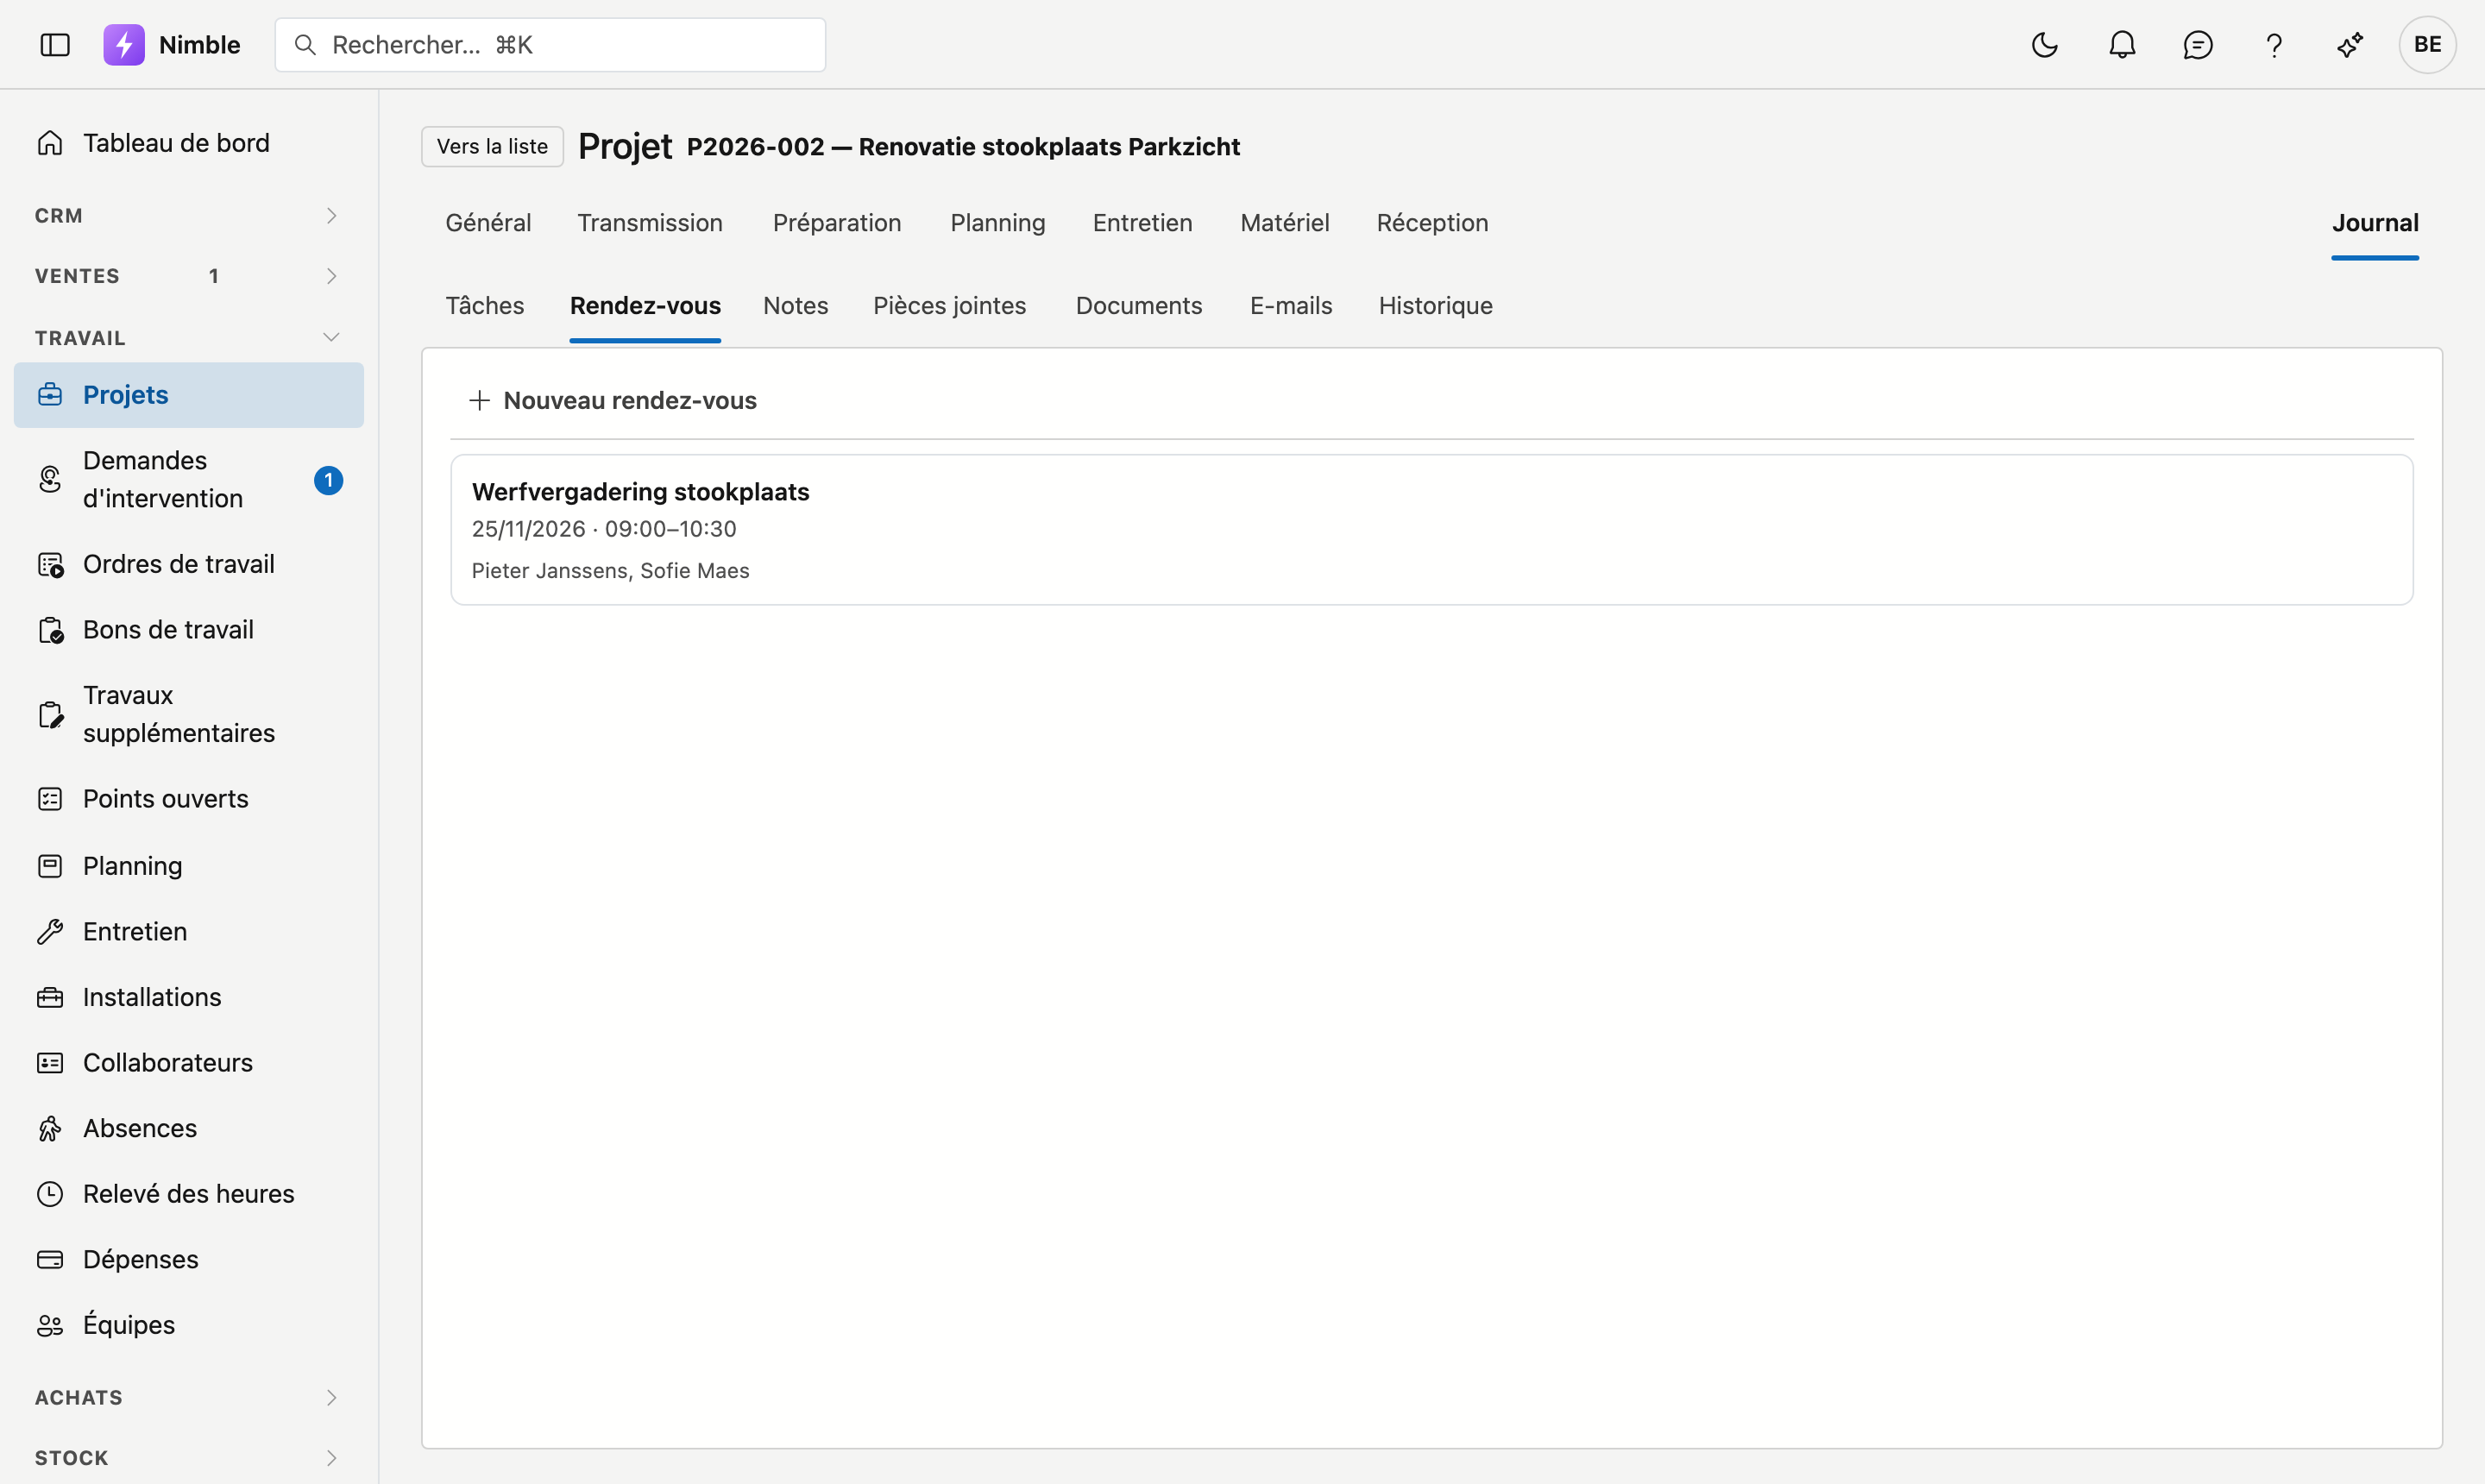 Nimble
Rechercher... ⌘K
BE
Tableau de bord
CRM
VENTES 1
TRAVAIL
Projets
Demandes
d'intervention
1
Ordres de travail
Bons de travail
Travaux
supplémentaires
Points ouverts
Planning
Entretien
Installations
Collaborateurs
Absences
Relevé des heures
Dépenses
Équipes
ACHATS
STOCK
Vers la liste Projet P2026-002 — Renovatie stookplaats Parkzicht
Général Transmission Préparation Planning Entretien Matériel Réception Journal
Tâches Rendez-vous Notes Pièces jointes Documents E-mails Historique
Nouveau rendez-vous
Werfvergadering stookplaats
25/11/2026 · 09:00–10:30
Pieter Janssens, Sofie Maes